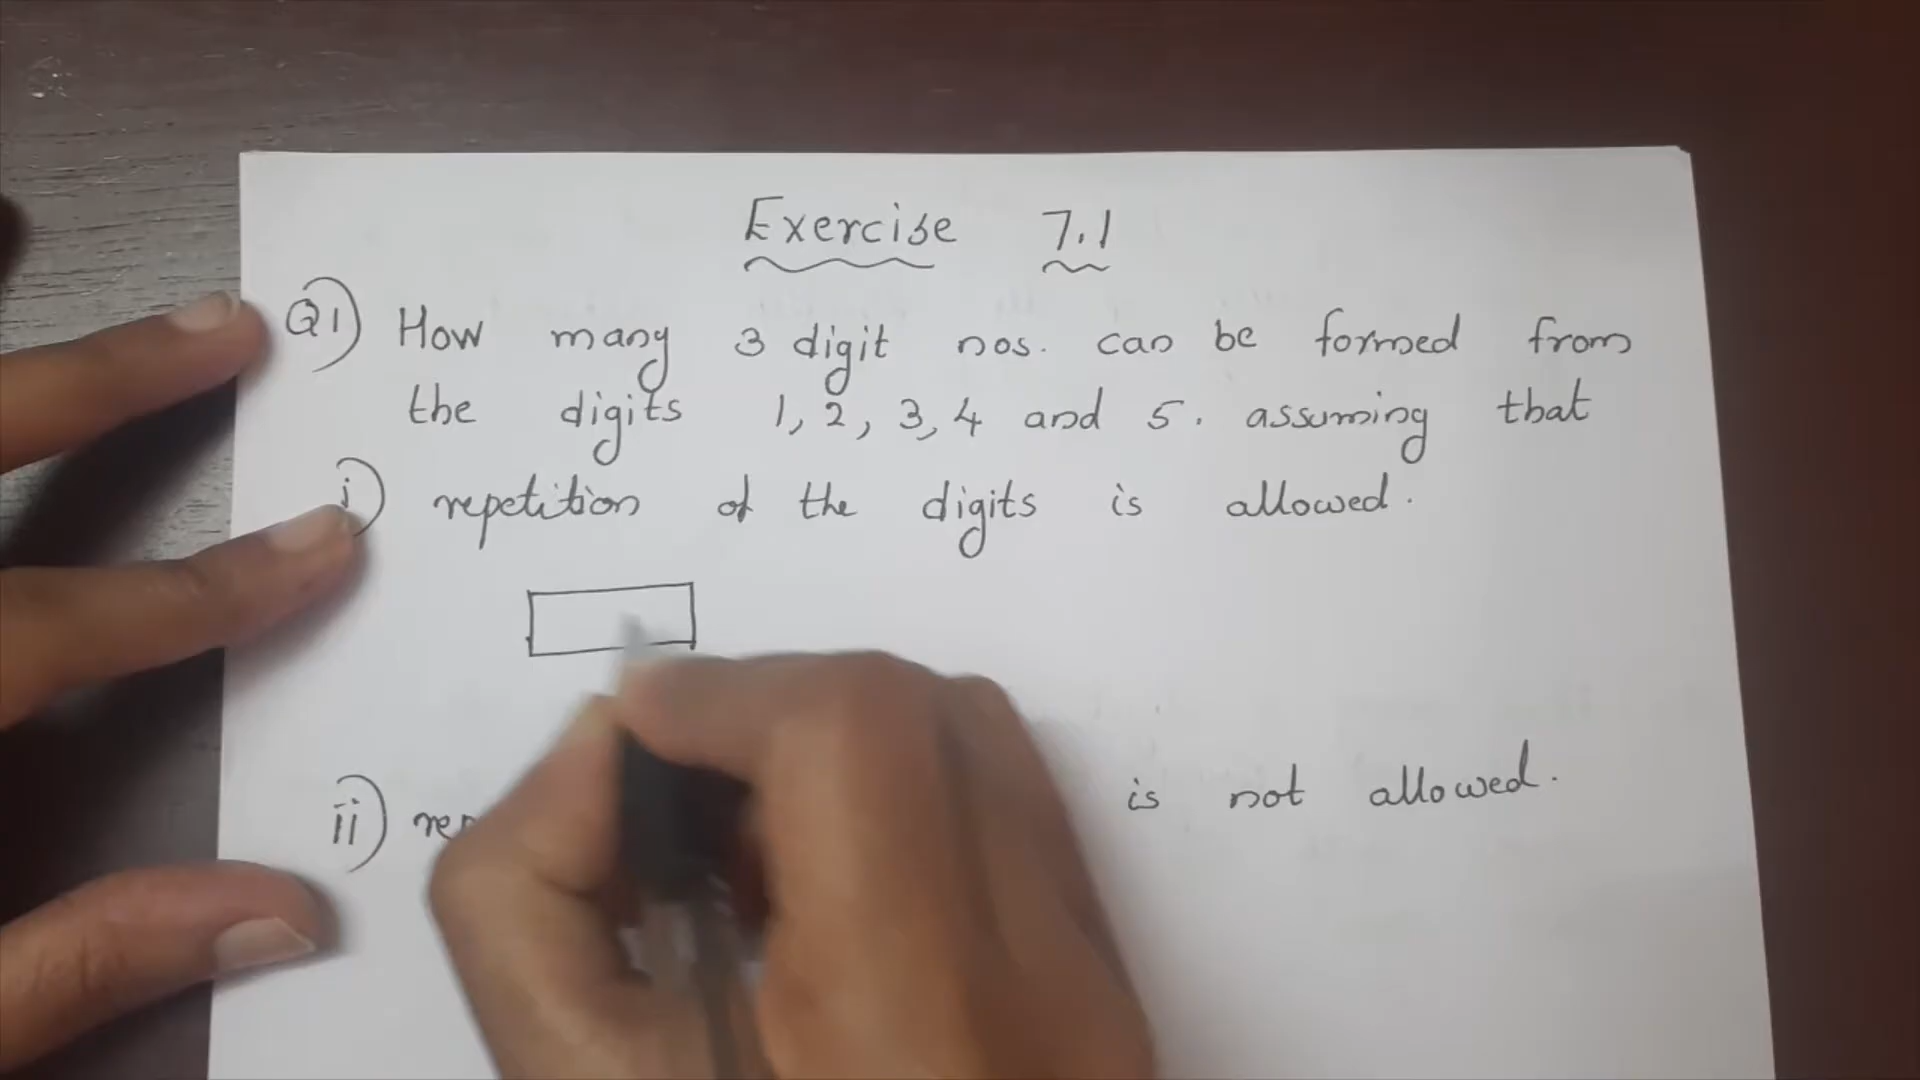 Exercise 7.1
Q1) How many 3 digit nos. can be formed from
the digits 1, 2, 3, 4 and 5. assuming that
i) repetition of the digits is allowed.
ii) is not allowed.